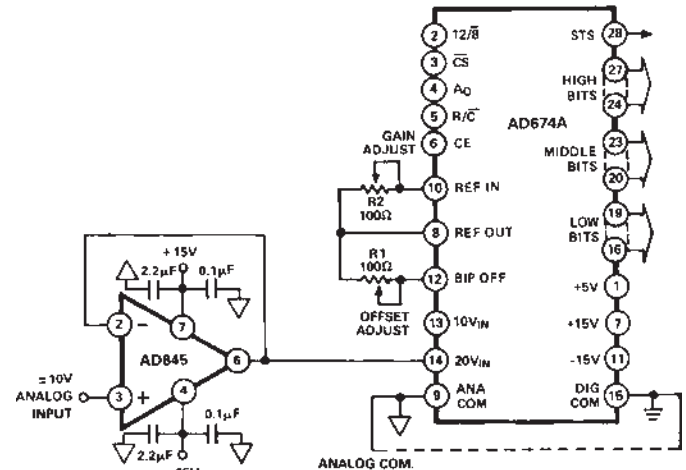 2 12/8̅
3 C̅S̅
4 A0
5 R/C̅
6 CE
10 REF IN
8 REF OUT
12 BIP OFF
13 10VIN
14 20VIN
9 ANA COM
AD674A
STS 28
27
HIGH BITS
24
23
MIDDLE BITS
20
19
LOW BITS
16
+5V 1
+15V 7
-15V 11
DIG COM 15
GAIN ADJUST
R2
100Ω
R1
100Ω
OFFSET ADJUST
+15V
2.2µF
0.1µF
2 −
7
AD845
6
3 +
4
±10V
ANALOG
INPUT
0.1µF
2.2µF
ANALOG COM.